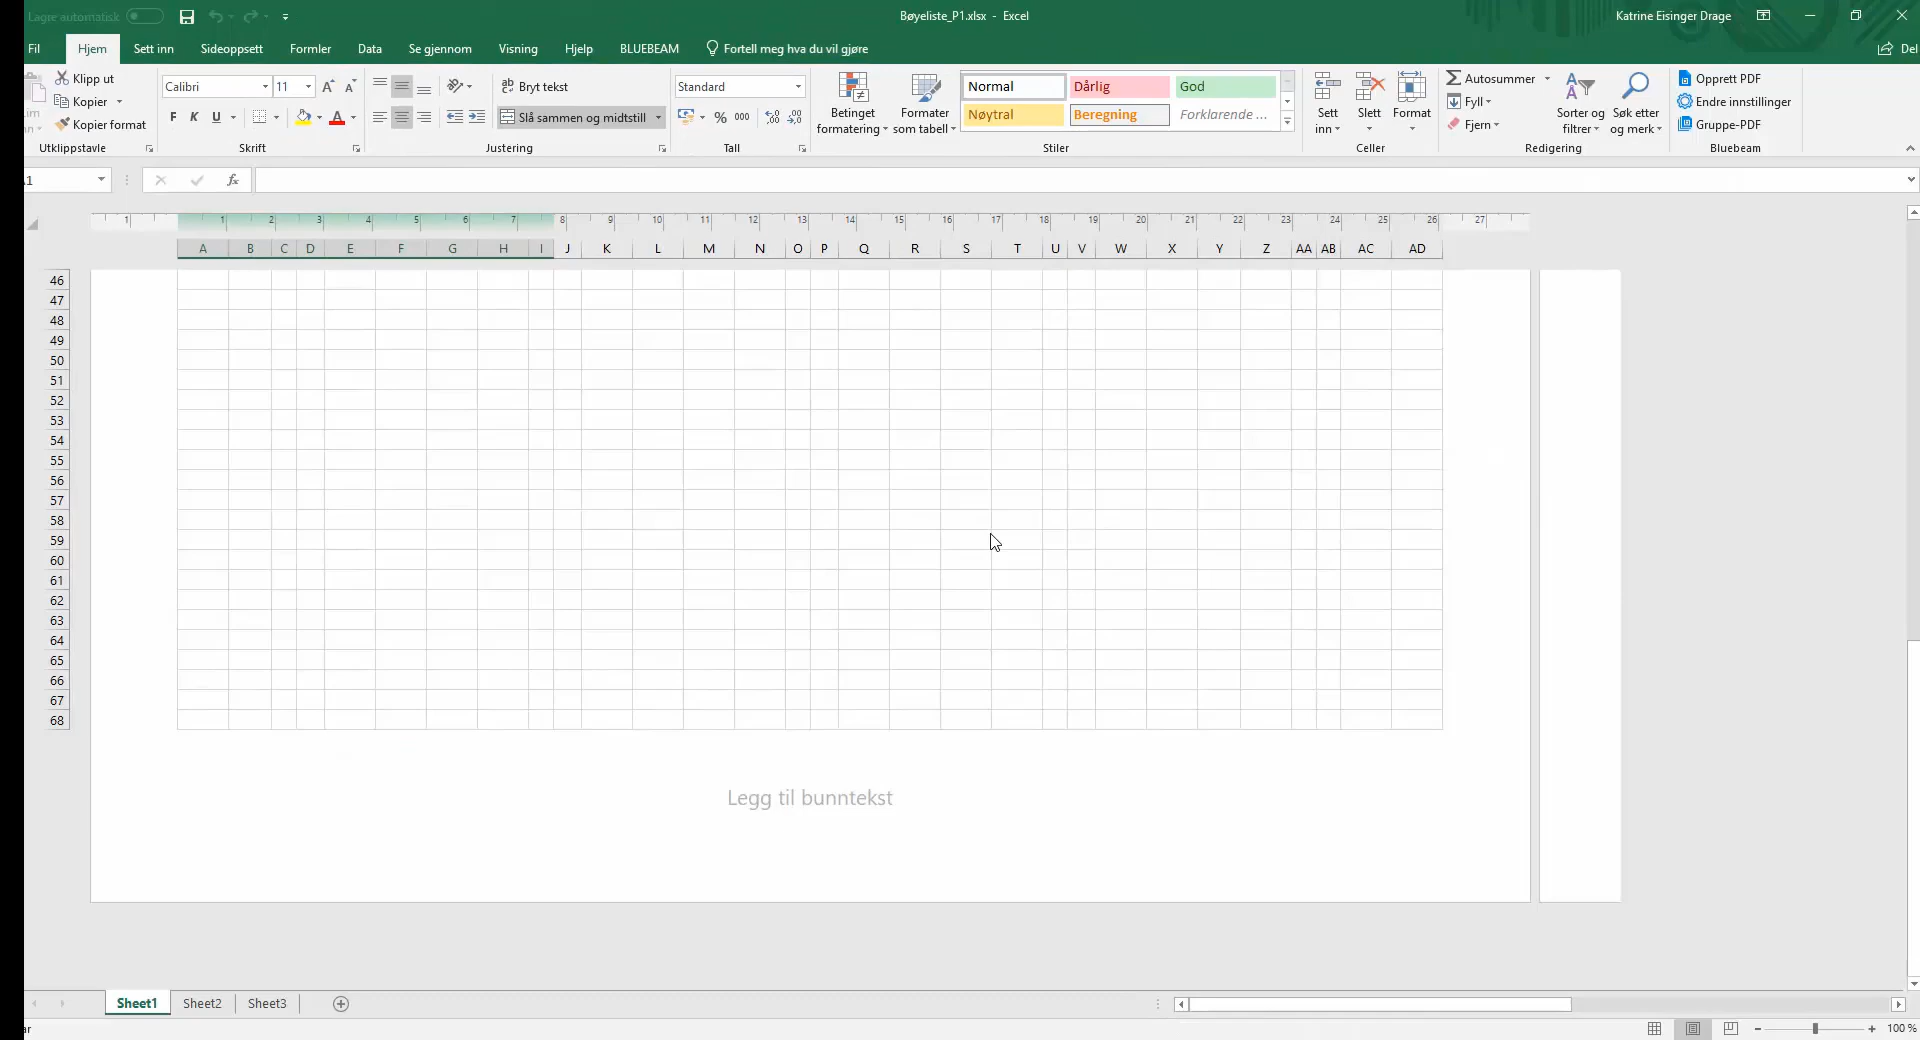 Lagre automatisk
Bøyeliste_P1.xlsx - Excel
Katrine Eisinger Drage
Fil Hjem Sett inn Sideoppsett Formler Data Se gjennom Visning Hjelp BLUEBEAM Fortell meg hva du vil gjøre Del
Klipp ut
Kopier
Kopier format
Utklippstavle
Calibri 11
F K U
Skrift
Bryt tekst
Slå sammen og midtstill
Justering
Standard
% 000
Tall
Betinget
formatering
Formater
som tabell
Normal Dårlig God
Nøytral Beregning Forklarende ...
Stiler
Sett
inn
Slett
Format
Celler
Autosummer
Fyll
Fjern
Sorter og
filtrer
Søk etter
og merk
Redigering
Opprett PDF
Endre innstillinger
Gruppe-PDF
Bluebeam
fx
1 1 2 3 4 5 6 7 8 9 10 11 12 13 14 15 16 17 18 19 20 21 22 23 24 25 26 27
A B C D E F G H I J K L M N O P Q R S T U V W X Y Z AA AB AC AD
46
47
48
49
50
51
52
53
54
55
56
57
58
59
60
61
62
63
64
65
66
67
68
Legg til bunntekst
Sheet1 Sheet2 Sheet3
100 %